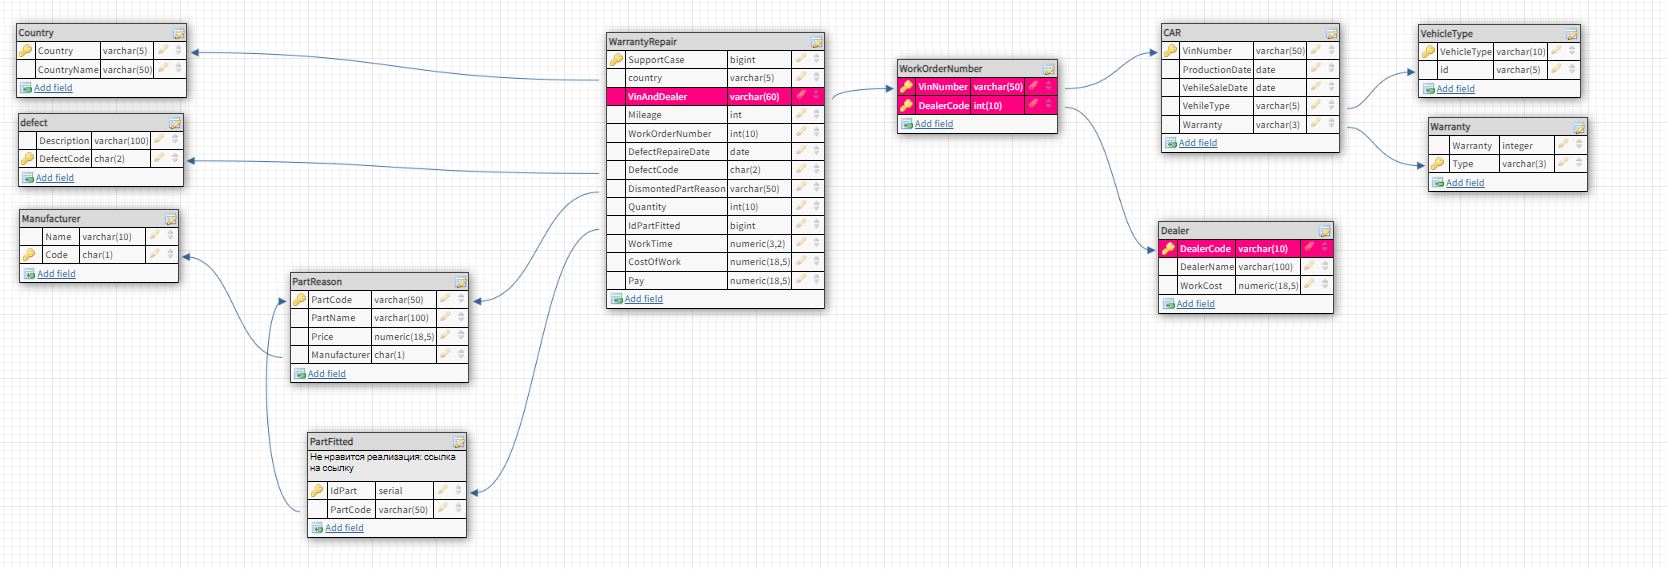 Country
Country varchar(5)
CountryName varchar(50)
Add field
defect
Description varchar(100)
DefectCode char(2)
Add field
Manufacturer
Name varchar(10)
Code char(1)
Add field
PartReason
PartCode varchar(50)
PartName varchar(100)
Price numeric(18,5)
Manufacturer char(1)
Add field
PartFitted
Не нравится реализация: ссылка
на ссылку
IdPart serial
PartCode varchar(50)
Add field
WarrantyRepair
SupportCase bigint
country varchar(5)
VinAndDealer varchar(60)
Mileage int
WorkOrderNumber int(10)
DefectRepaireDate date
DefectCode char(2)
DismontedPartReason varchar(50)
Quantity int(10)
IdPartFitted bigint
WorkTime numeric(3,2)
CostOfWork numeric(18,5)
Pay numeric(18,5)
Add field
WorkOrderNumber
VinNumber varchar(50)
DealerCode int(10)
Add field
CAR
VinNumber varchar(50)
ProductionDate date
VehileSaleDate date
VehileType varchar(5)
Warranty varchar(3)
Add field
Dealer
DealerCode varchar(10)
DealerName varchar(100)
WorkCost numeric(18,5)
Add field
VehicleType
VehicleType varchar(10)
id varchar(5)
Add field
Warranty
Warranty integer
Type varchar(3)
Add field